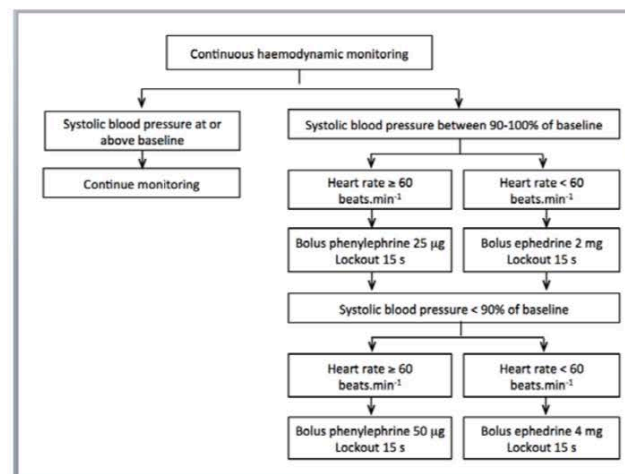 Continuous haemodynamic monitoring
Systolic blood pressure at or
above baseline
Continue monitoring
Systolic blood pressure between 90-100% of baseline
Heart rate ≥ 60
beats.min⁻¹
Heart rate < 60
beats.min⁻¹
Bolus phenylephrine 25 μg
Lockout 15 s
Bolus ephedrine 2 mg
Lockout 15 s
Systolic blood pressure < 90% of baseline
Heart rate ≥ 60
beats.min⁻¹
Heart rate < 60
beats.min⁻¹
Bolus phenylephrine 50 μg
Lockout 15 s
Bolus ephedrine 4 mg
Lockout 15 s